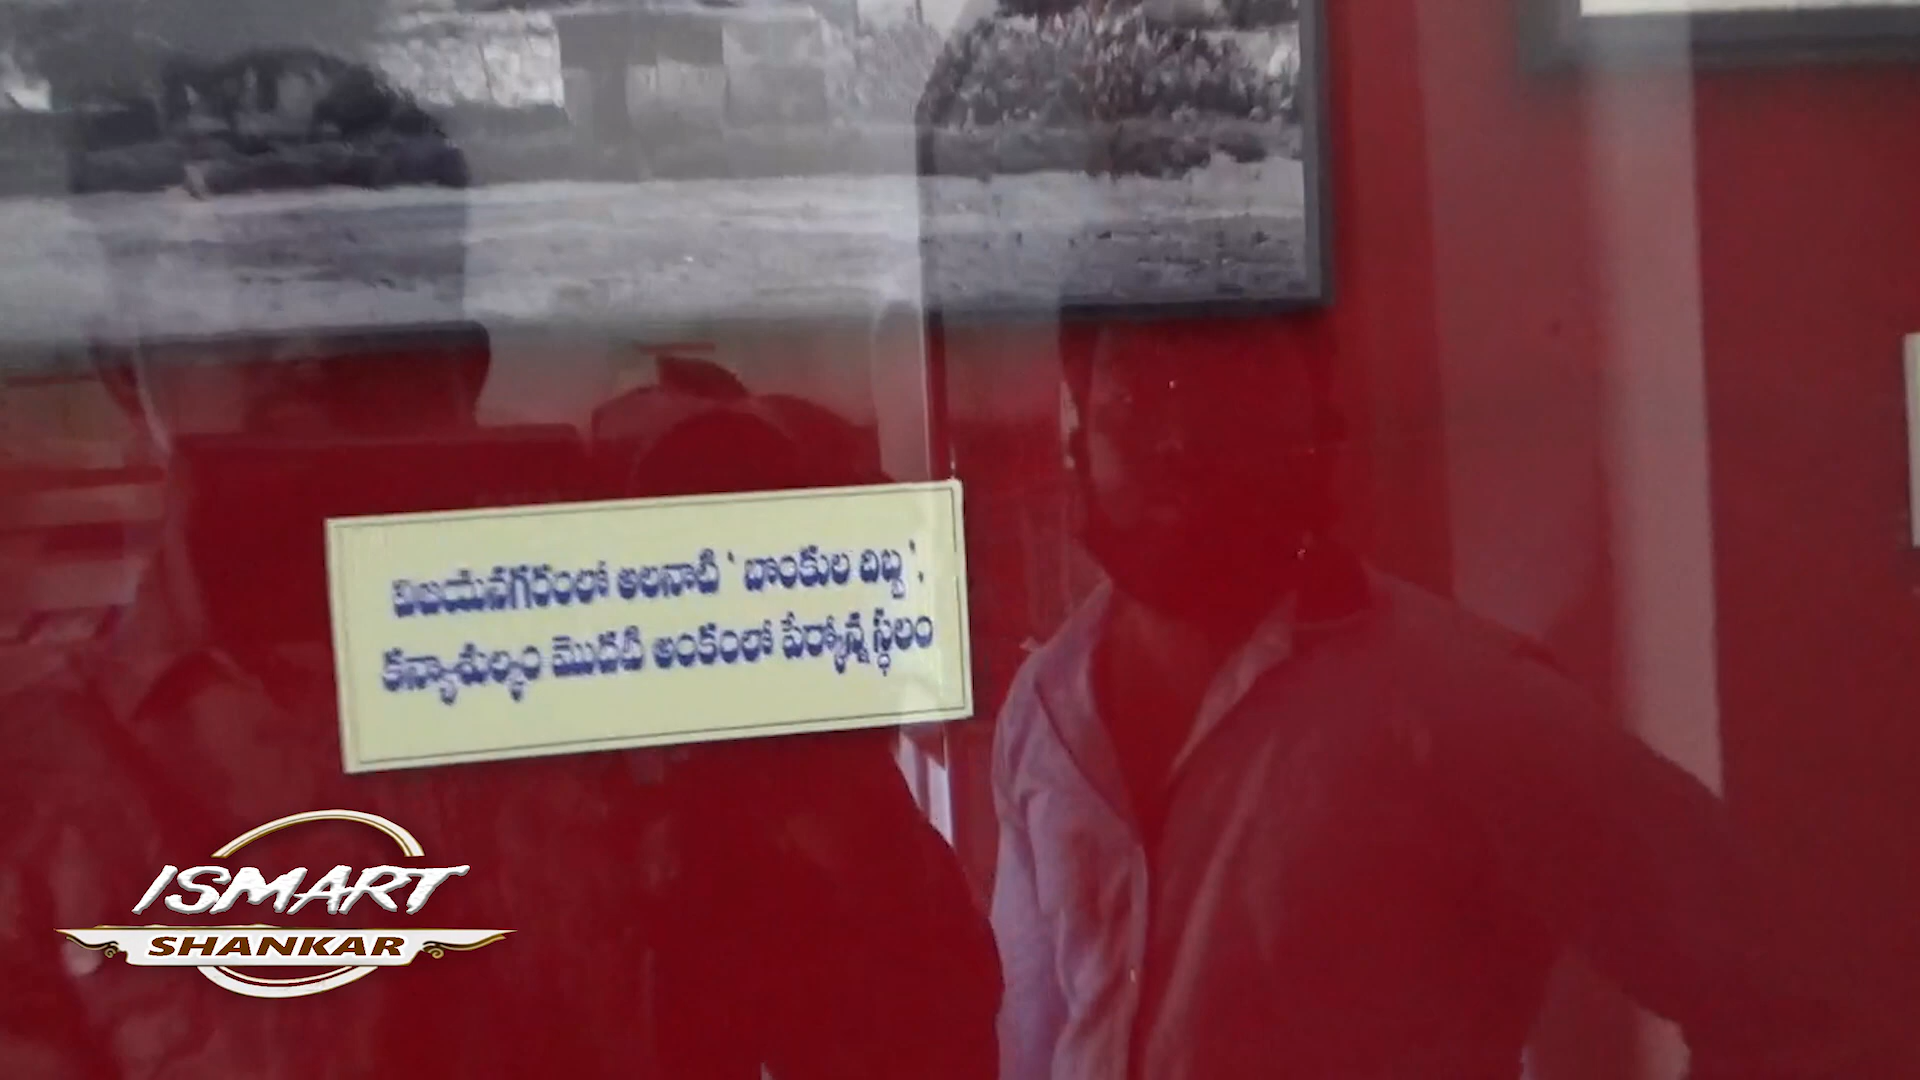 విజయనగరంలో అలనాటి ' బొంకుల దిబ్బ '.
కన్యాశుల్కం మొదటి అంకంలో పేర్కొన్న స్థలం
ISMART
SHANKAR